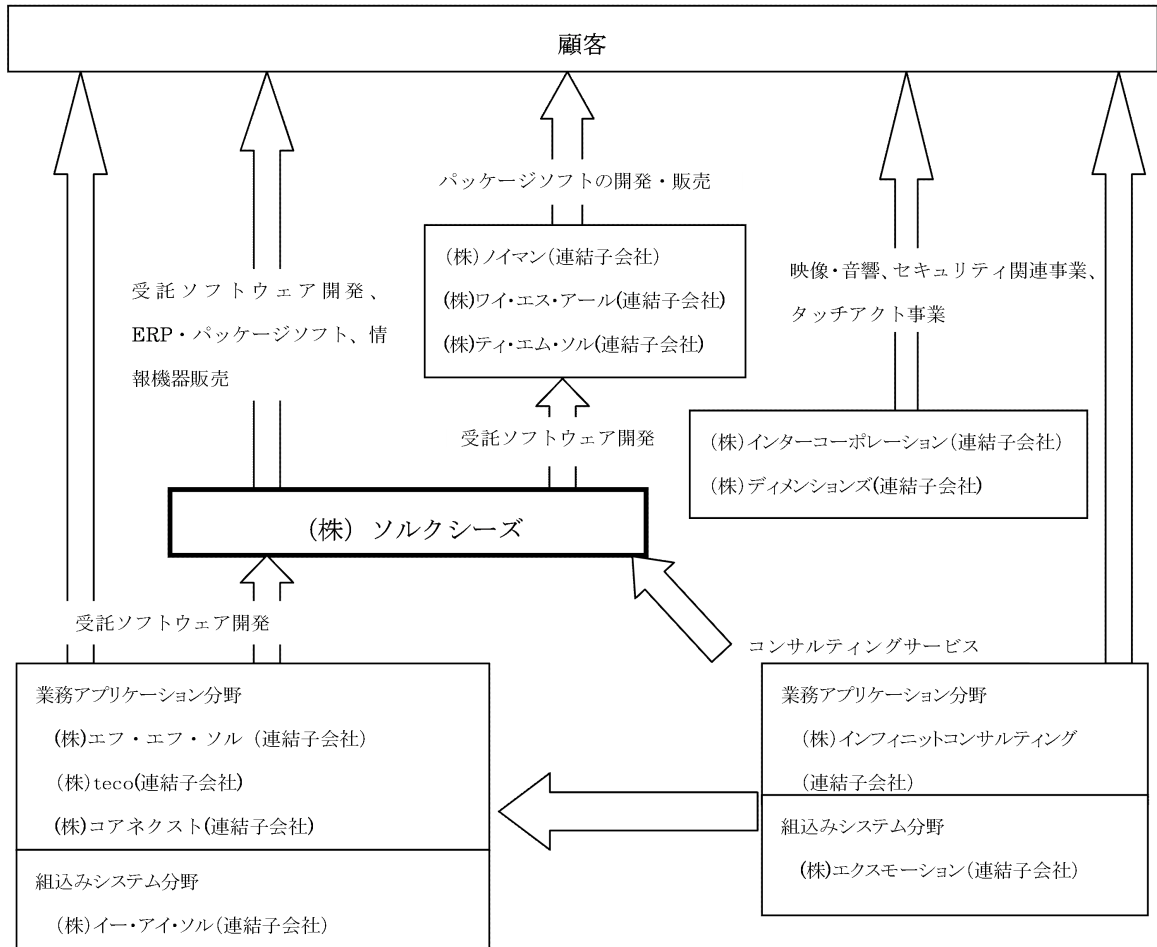 顧客
パッケージソフトの開発・販売
(株)ノイマン(連結子会社)
(株)ワイ・エス・アール(連結子会社)
(株)ティ・エム・ソル(連結子会社)
映像・音響、セキュリティ関連事業、
タッチアクト事業
受託ソフトウェア開発、
ERP・パッケージソフト、情
報機器販売
受託ソフトウェア開発
(株)インターコーポレーション(連結子会社)
(株)ディメンションズ(連結子会社)
(株) ソルクシーズ
受託ソフトウェア開発
コンサルティングサービス
業務アプリケーション分野
(株)エフ・エフ・ソル (連結子会社)
(株)teco(連結子会社)
(株)コアネクスト(連結子会社)
組込みシステム分野
(株)イー・アイ・ソル(連結子会社)
業務アプリケーション分野
(株)インフィニットコンサルティング
(連結子会社)
組込みシステム分野
(株)エクスモーション(連結子会社)